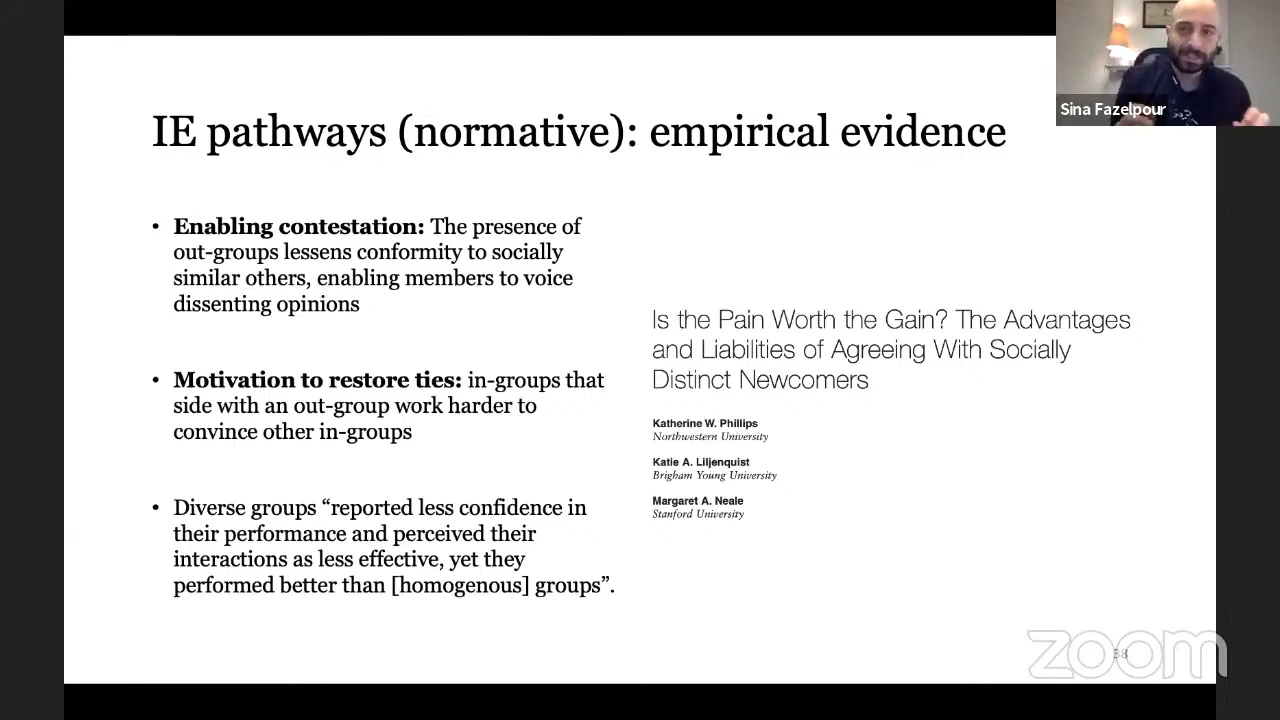 Sina Fazelpour
IE pathways (normative): empirical evidence
• Enabling contestation: The presence of
out-groups lessens conformity to socially
similar others, enabling members to voice
dissenting opinions
• Motivation to restore ties: in-groups that
side with an out-group work harder to
convince other in-groups
• Diverse groups “reported less confidence in
their performance and perceived their
interactions as less effective, yet they
performed better than [homogenous] groups”.
Is the Pain Worth the Gain? The Advantages
and Liabilities of Agreeing With Socially
Distinct Newcomers
Katherine W. Phillips
Northwestern University
Katie A. Liljenquist
Brigham Young University
Margaret A. Neale
Stanford University
38
zoom